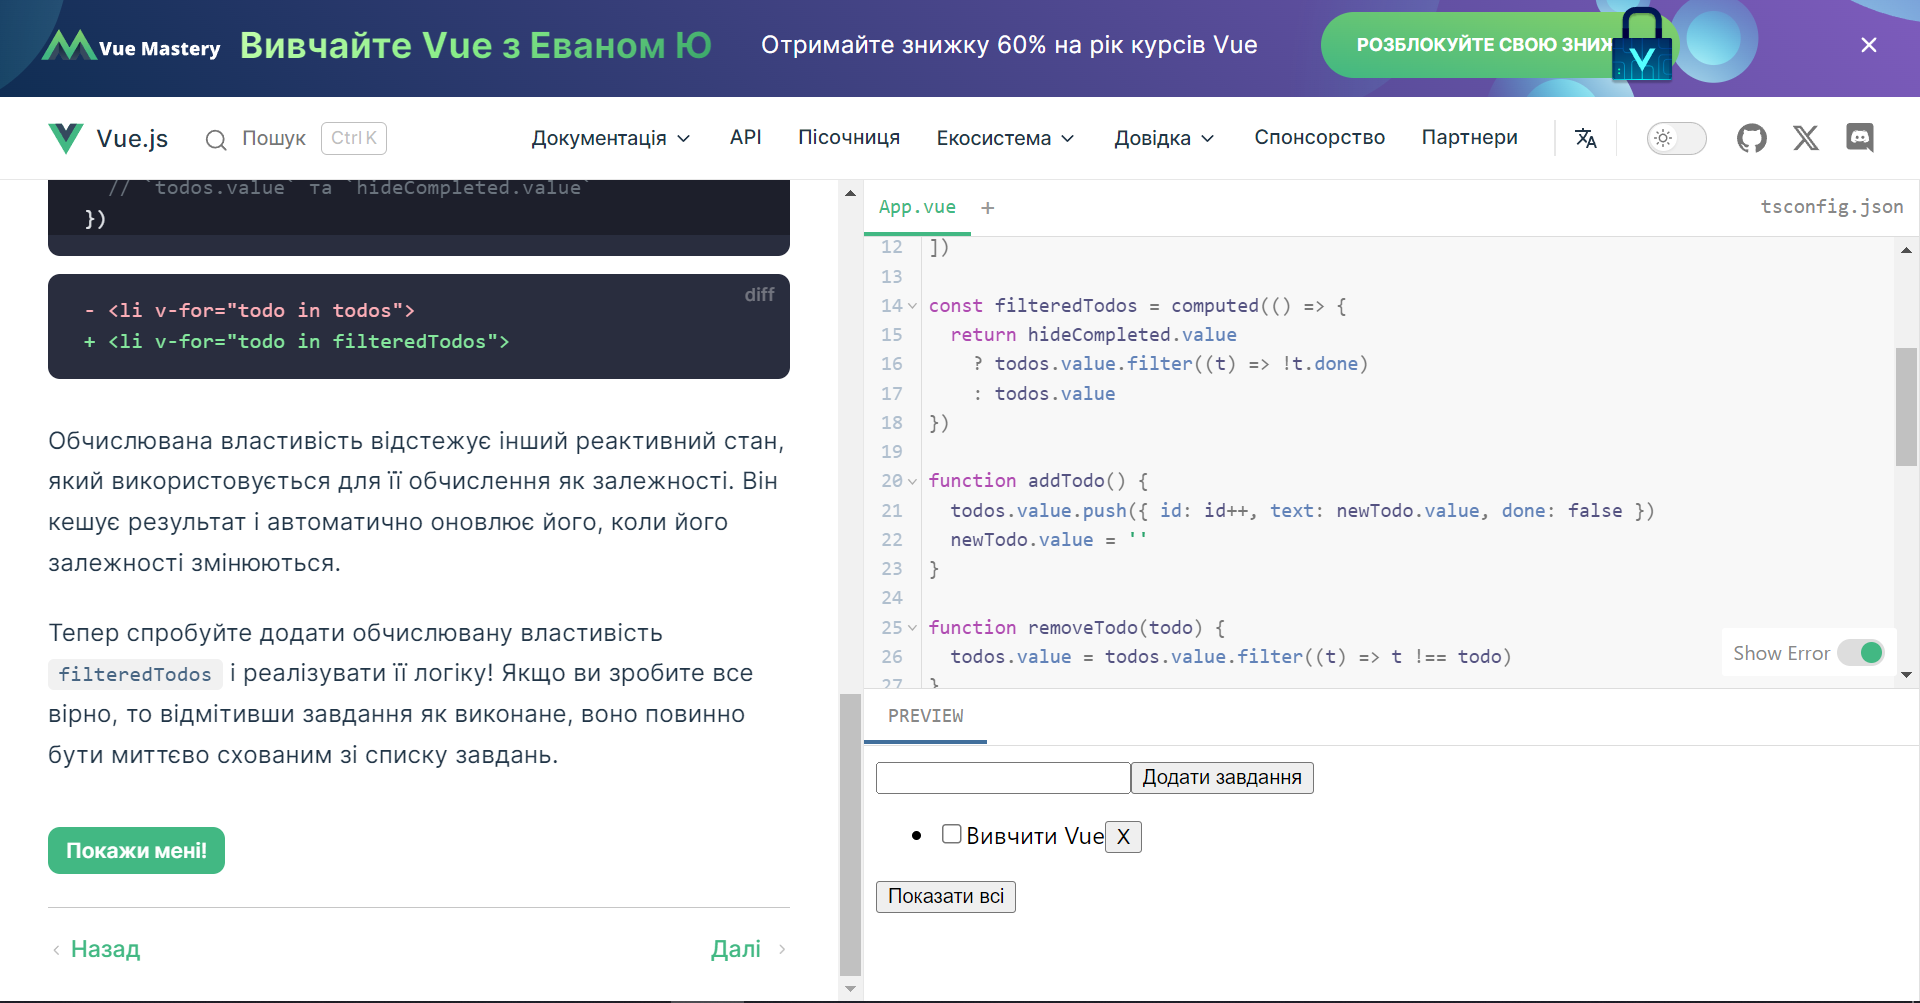 Vue Mastery Вивчайте Vue з Еваном Ю Отримайте знижку 60% на рік курсів Vue РОЗБЛОКУЙТЕ СВОЮ ЗНИЖ
Vue.js Пошук Ctrl K Документація API Пісочниця Екосистема Довідка Спонсорство Партнери
// `todos.value` та `hideCompleted.value`
})
diff
- <li v-for="todo in todos">
+ <li v-for="todo in filteredTodos">
Обчислювана властивість відстежує інший реактивний стан,
який використовується для її обчислення як залежності. Він
кешує результат і автоматично оновлює його, коли його
залежності змінюються.
Тепер спробуйте додати обчислювану властивість
filteredTodos і реалізувати її логіку! Якщо ви зробите все
вірно, то відмітивши завдання як виконане, воно повинно
бути миттєво схованим зі списку завдань.
Покажи мені!
Назад Далі
App.vue + tsconfig.json
12 ])
13
14 const filteredTodos = computed(() => {
15 return hideCompleted.value
16 ? todos.value.filter((t) => !t.done)
17 : todos.value
18 })
19
20 function addTodo() {
21 todos.value.push({ id: id++, text: newTodo.value, done: false })
22 newTodo.value = ''
23 }
24
25 function removeTodo(todo) {
26 todos.value = todos.value.filter((t) => t !== todo)
27 }
Show Error
PREVIEW
Додати завдання
Вивчити Vue X
Показати всі